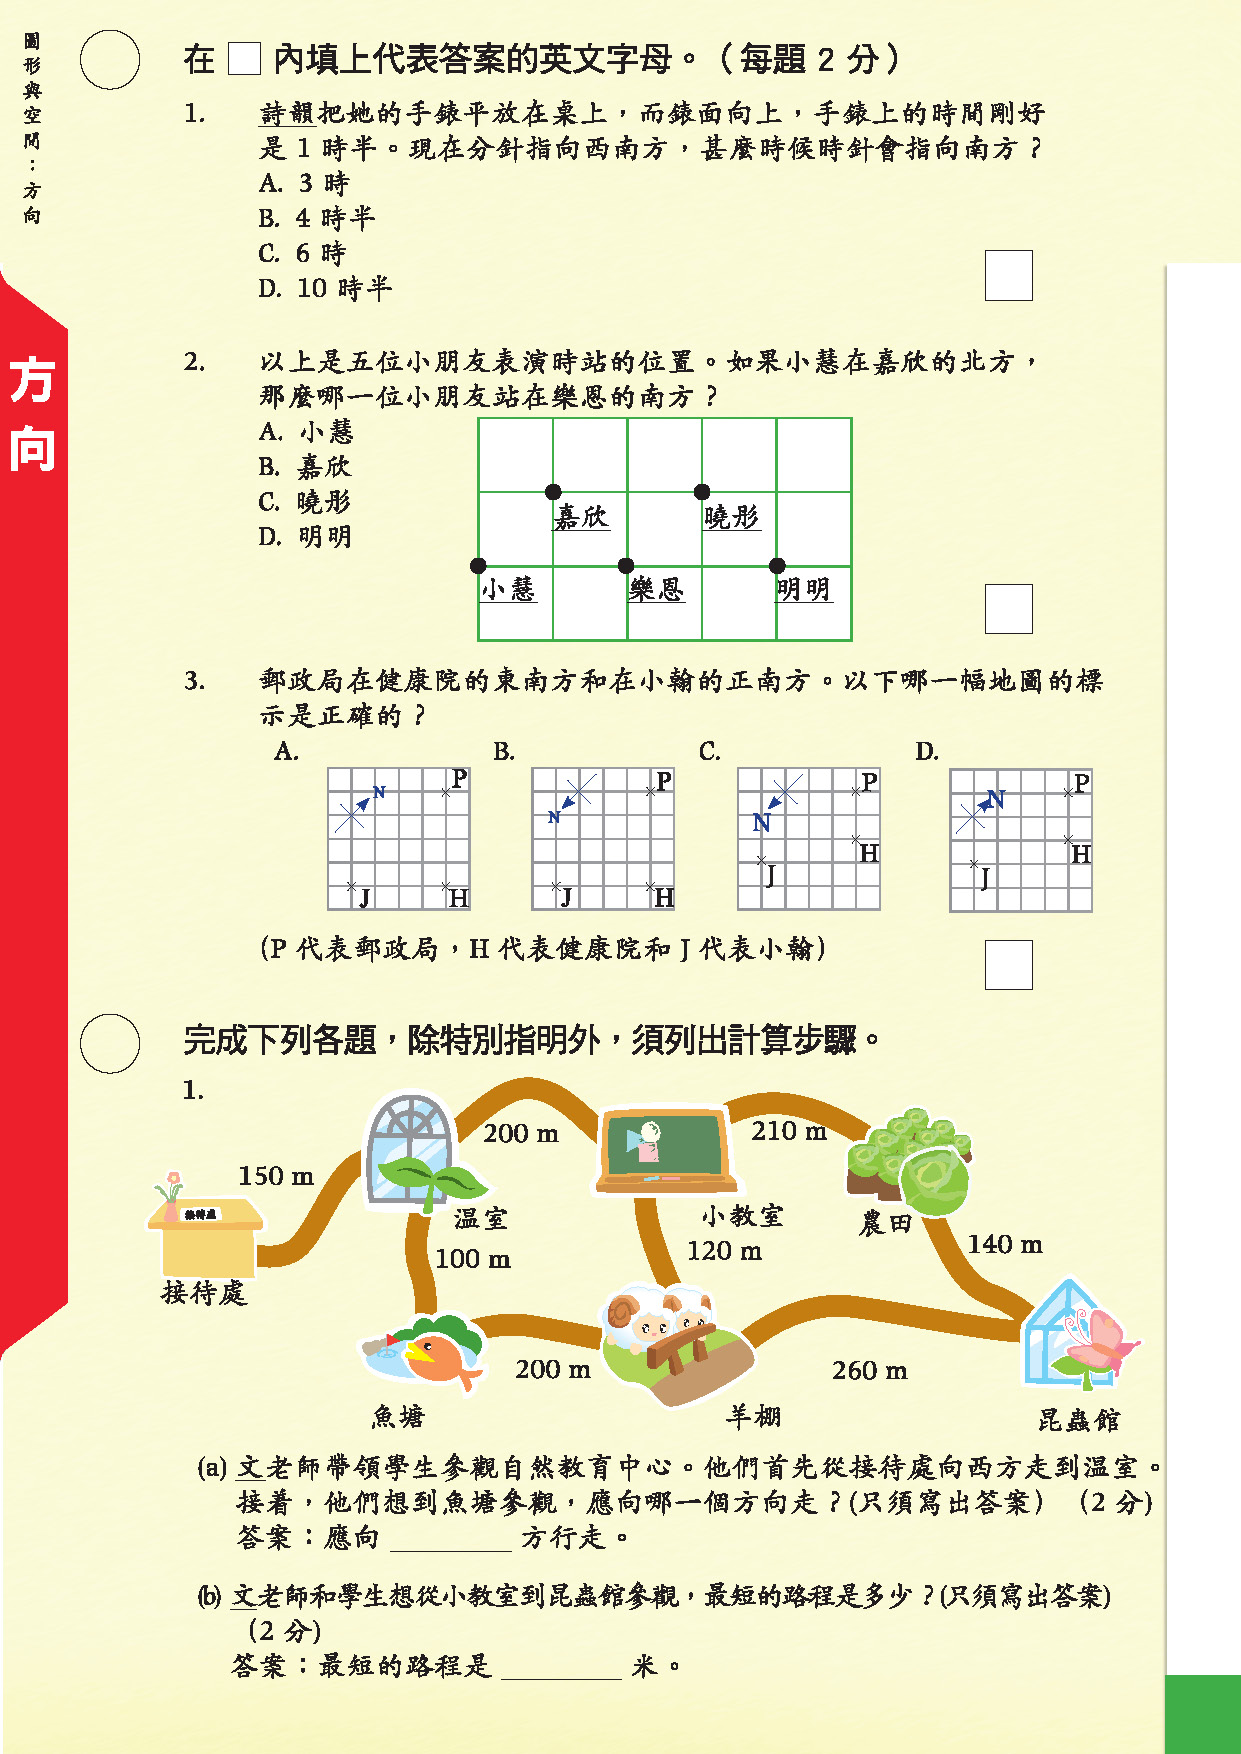 圖形與空間：方向
方向
在 □ 內填上代表答案的英文字母。（每題 2 分）
1. 詩韻把她的手錶平放在桌上，而錶面向上，手錶上的時間剛好
是 1 時半。現在分針指向西南方，甚麼時候時針會指向南方？
A. 3 時
B. 4 時半
C. 6 時
D. 10 時半
2. 以上是五位小朋友表演時站的位置。如果小慧在嘉欣的北方，
那麼哪一位小朋友站在樂恩的南方？
A. 小慧
B. 嘉欣
C. 曉彤
D. 明明
嘉欣 曉彤
小慧 樂恩 明明
3. 郵政局在健康院的東南方和在小翰的正南方。以下哪一幅地圖的標
示是正確的？
A. B. C. D.
N P J H
N P J H
N P H J
N P H J
（P 代表郵政局，H 代表健康院和 J 代表小翰）
完成下列各題，除特別指明外，須列出計算步驟。
1.
200 m 210 m
150 m
接待處
温室 小教室 農田
100 m 120 m 140 m
接待處
200 m 260 m
魚塘 羊棚 昆蟲館
(a) 文老師帶領學生參觀自然教育中心。他們首先從接待處向西方走到温室。
接着，他們想到魚塘參觀，應向哪一個方向走？(只須寫出答案）（2 分)
答案：應向 ________ 方行走。
(b) 文老師和學生想從小教室到昆蟲館參觀，最短的路程是多少？(只須寫出答案)
（2 分)
答案：最短的路程是 ________ 米。